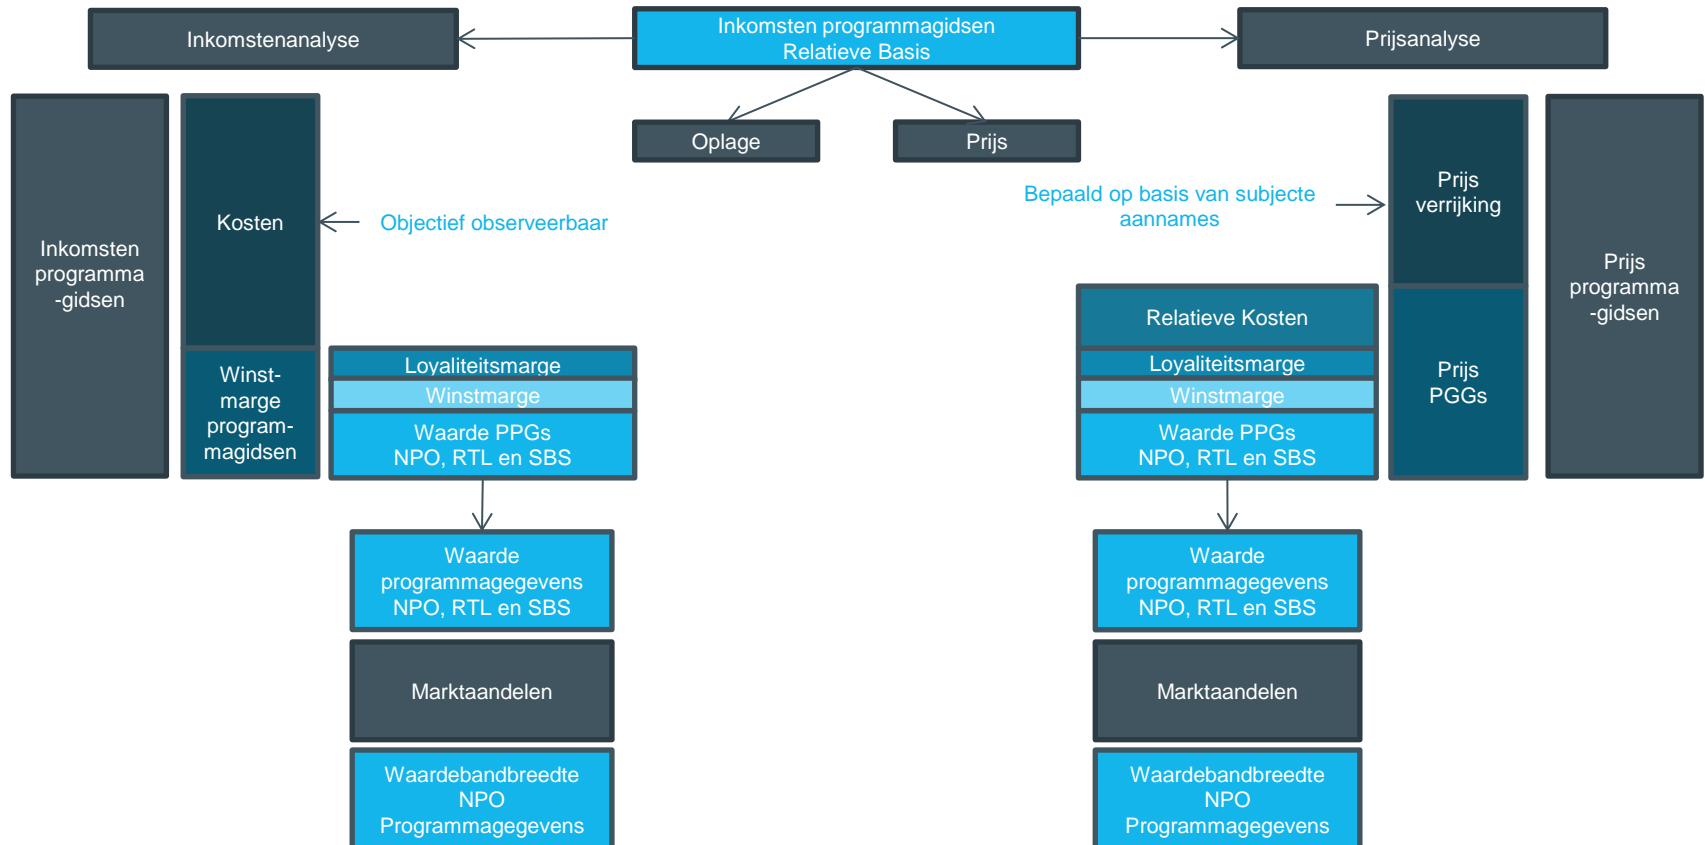 Inkomstenanalyse
Inkomsten programmagidsen
Relatieve Basis
Prijsanalyse
Oplage
Prijs
Inkomsten
programma
-gidsen
Kosten
Objectief observeerbaar
Bepaald op basis van subjecte
aannames
Prijs
verrijking
Prijs
programma
-gidsen
Winst-
marge
program-
magidsen
Loyaliteitsmarge
Winstmarge
Waarde PPGs
NPO, RTL en SBS
Relatieve Kosten
Loyaliteitsmarge
Winstmarge
Waarde PPGs
NPO, RTL en SBS
Prijs
PGGs
Waarde
programmagegevens
NPO, RTL en SBS
Waarde
programmagegevens
NPO, RTL en SBS
Marktaandelen
Marktaandelen
Waardebandbreedte
NPO
Programmagegevens
Waardebandbreedte
NPO
Programmagegevens